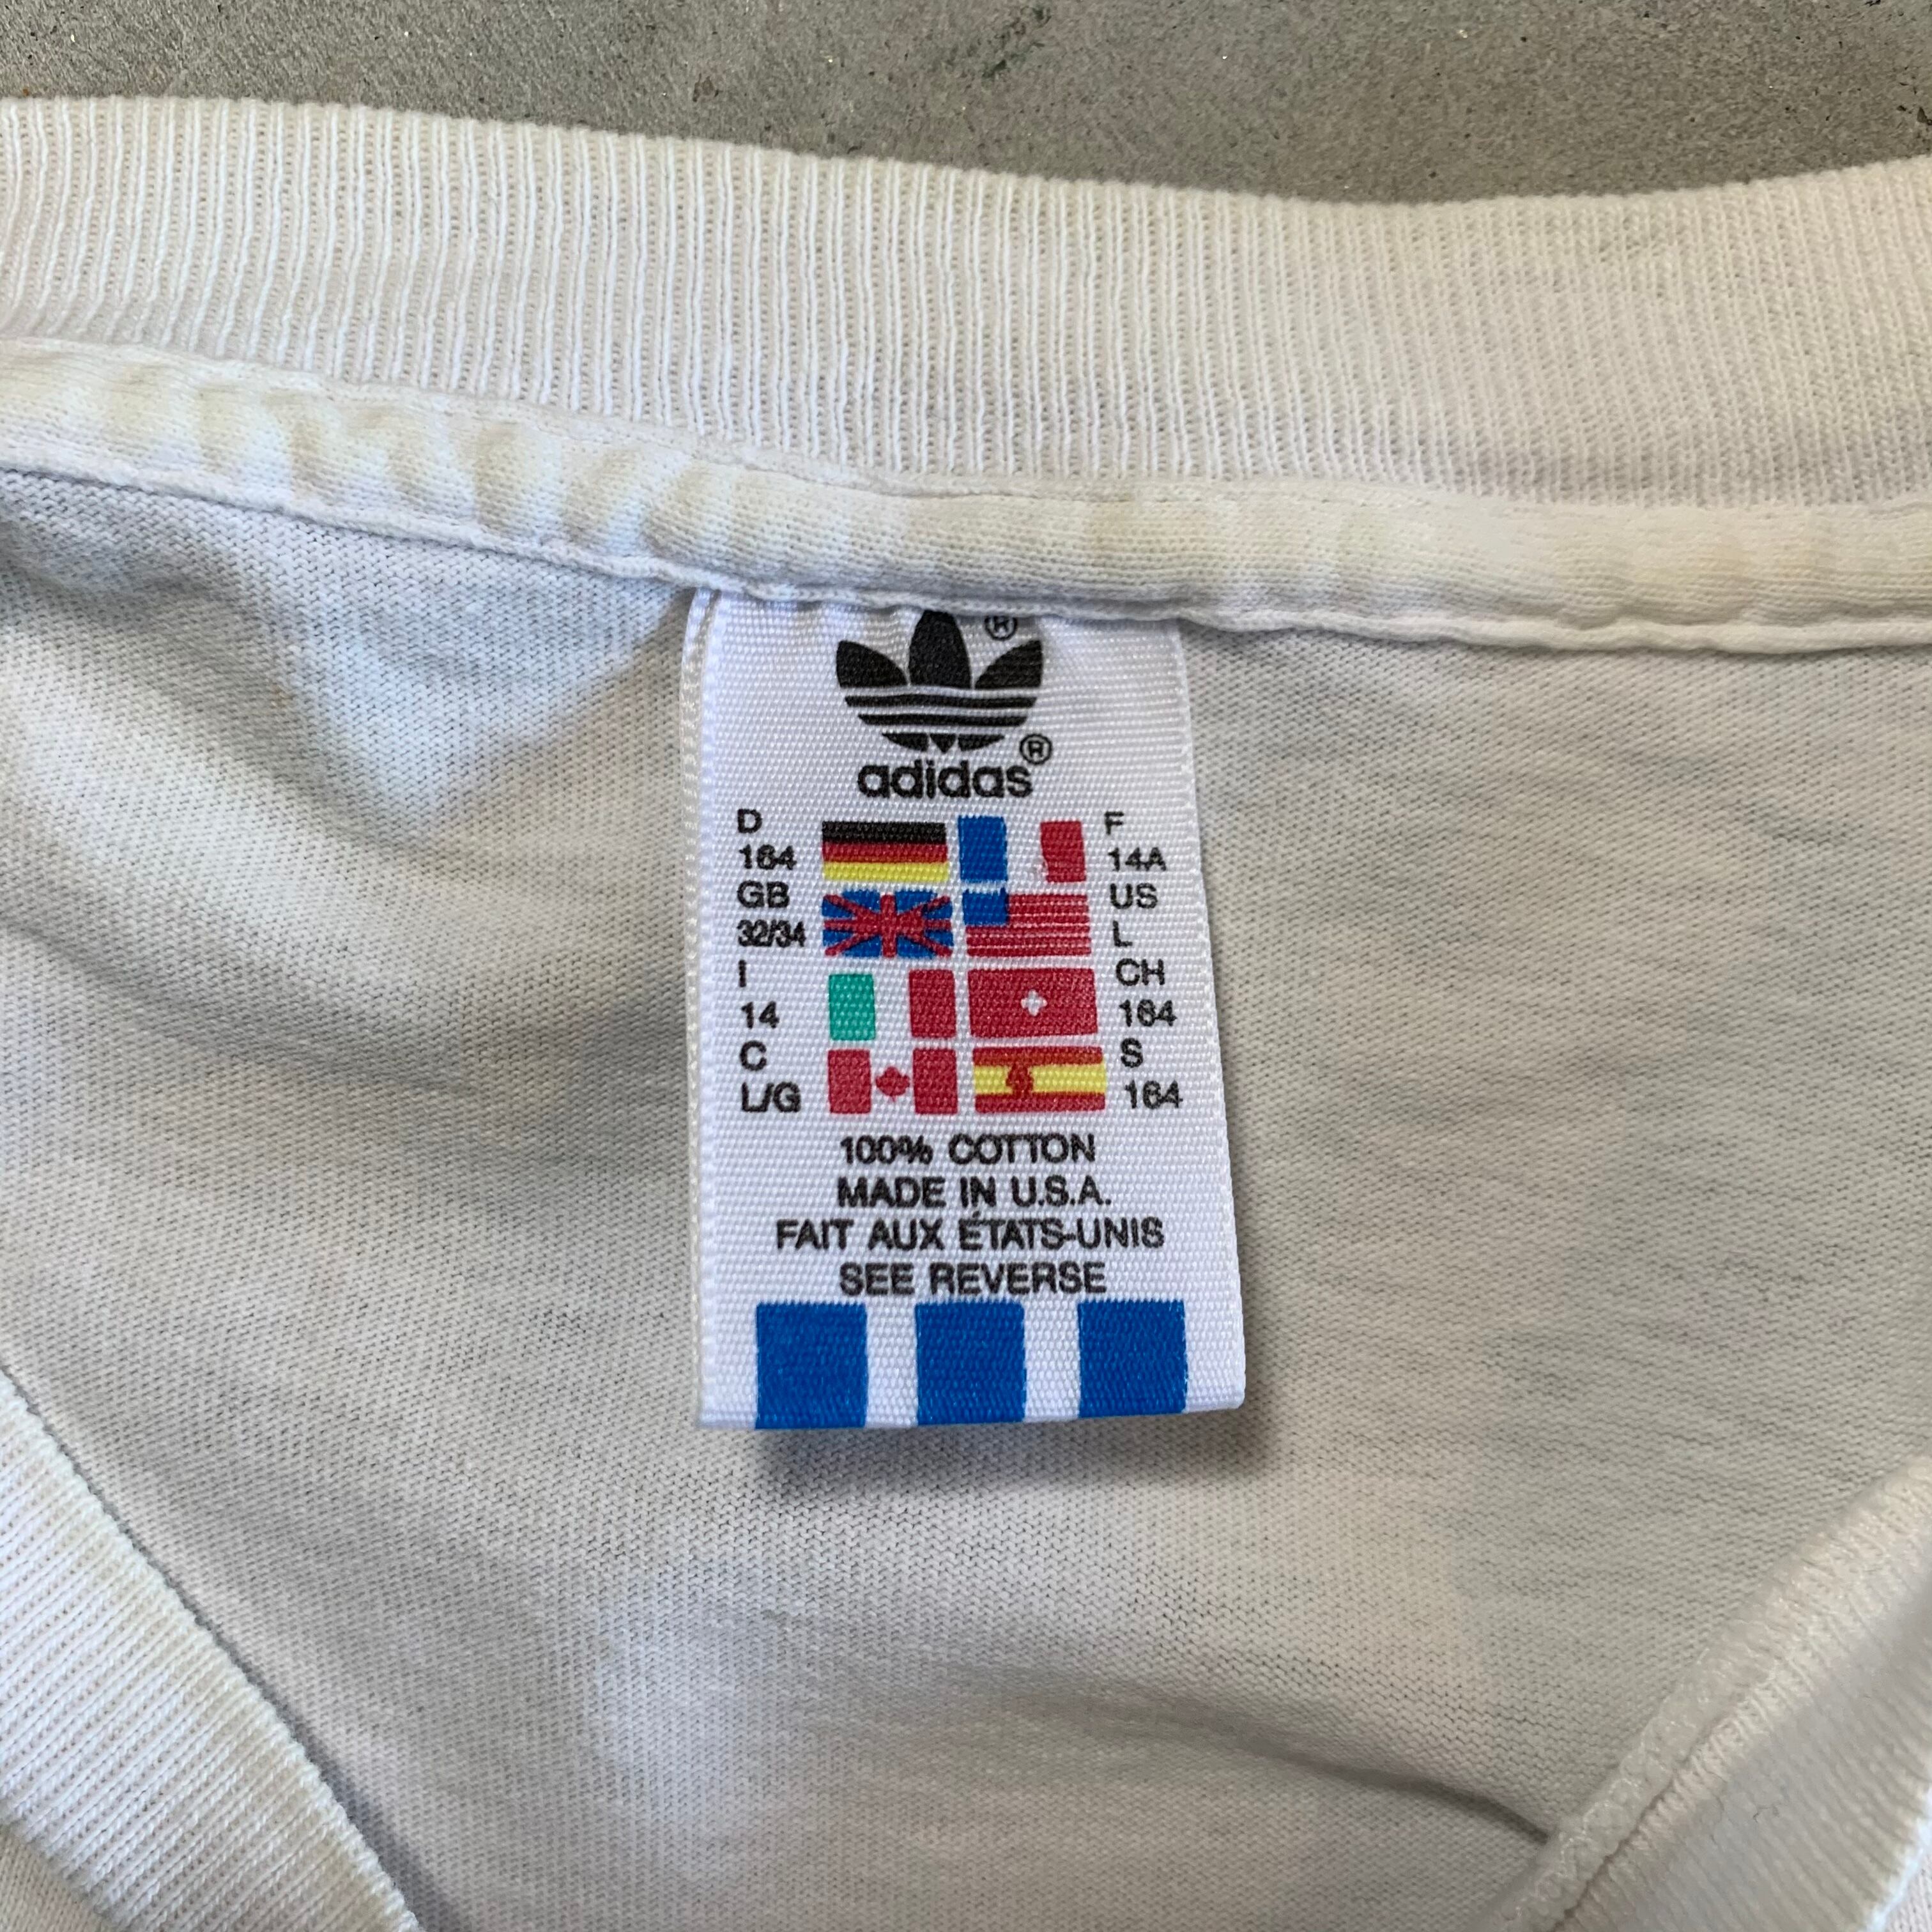 ®
®
adidas
D
164
F
14A
GB
32/34
US
L
I
14
CH
164
C
L/G
S
164
100% COTTON
MADE IN U.S.A.
FAIT AUX ÉTATS-UNIS
SEE REVERSE